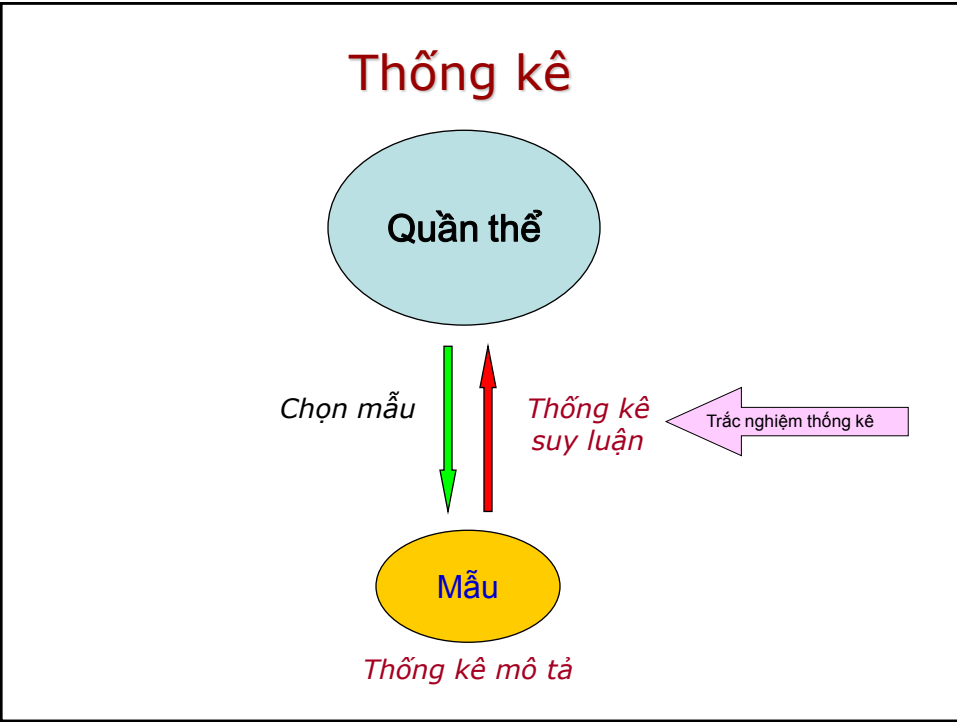 Thống kê
Quần thể
Chọn mẫu
Thống kê
suy luận
Trắc nghiệm thống kê
Mẫu
Thống kê mô tả